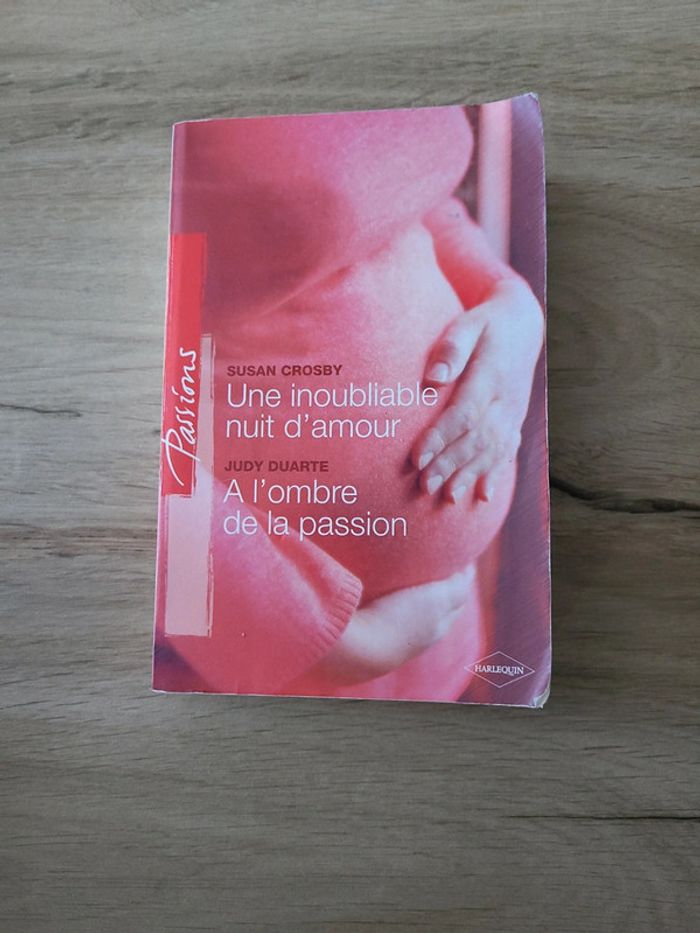 Passions
SUSAN CROSBY
Une inoubliable
nuit d'amour
JUDY DUARTE
A l'ombre
de la passion
HARLEQUIN